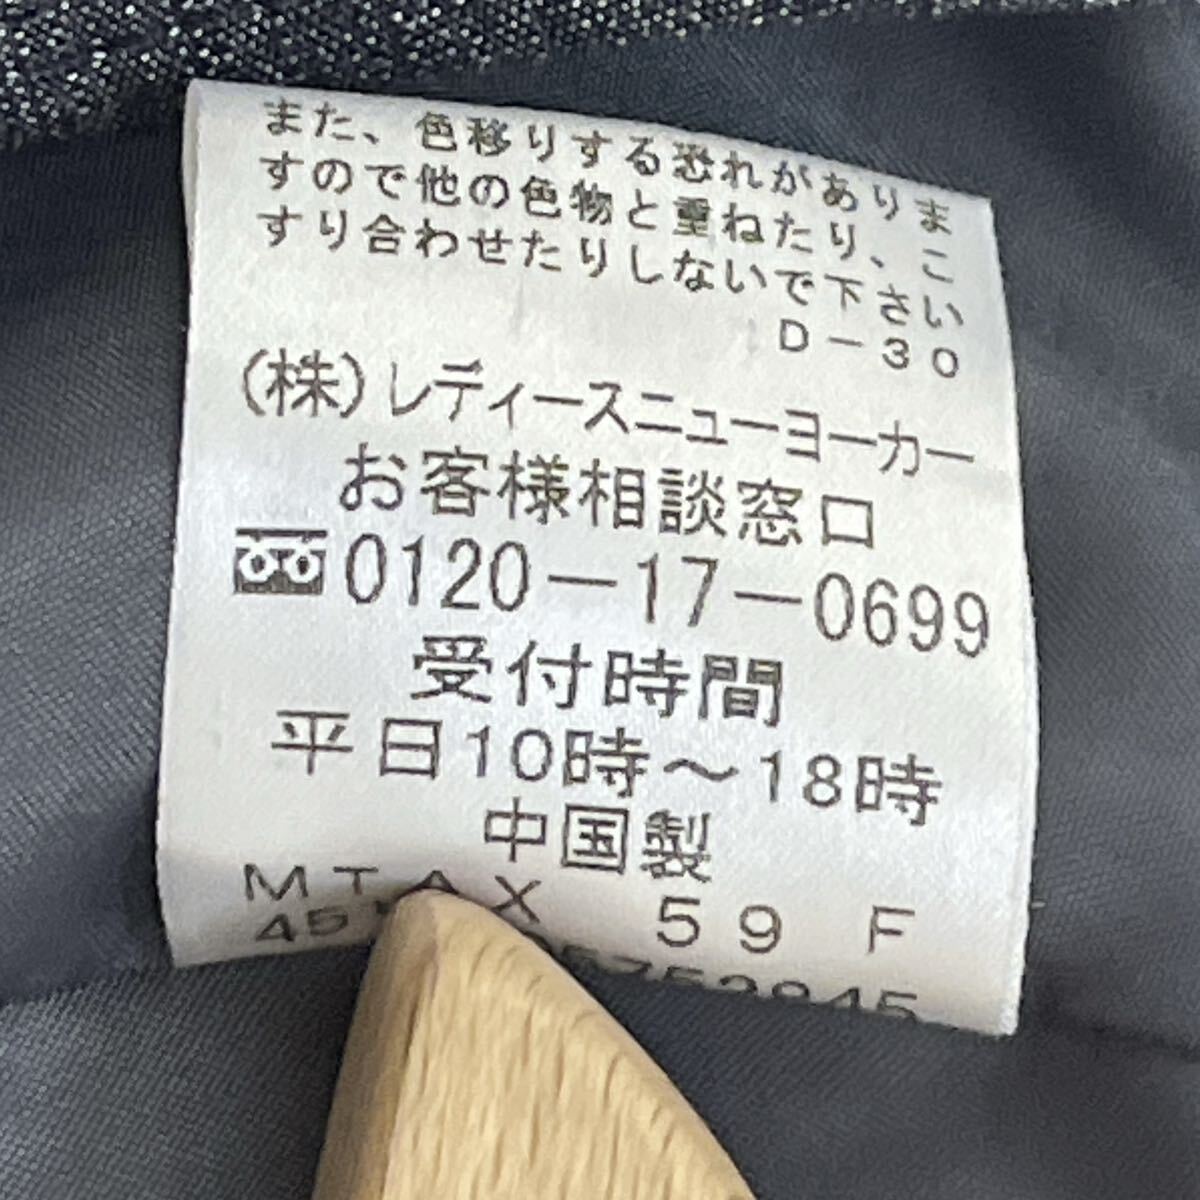 また、色移りする恐れがありま
すので他の色物と重ねたり、こ
すり合わせたりしないで下さい
D-30
(株)レディースニューヨーカー
お客様相談窓口
0120-17-0699
受付時間
平日10時～18時
中国製
MTAX 59 F